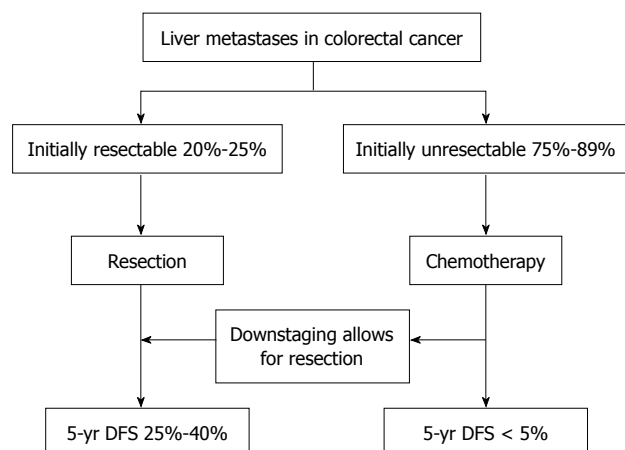 Liver metastases in colorectal cancer
Initially resectable 20%-25%
Initially unresectable 75%-89%
Resection
Chemotherapy
Downstaging allows
for resection
5-yr DFS 25%-40%
5-yr DFS < 5%